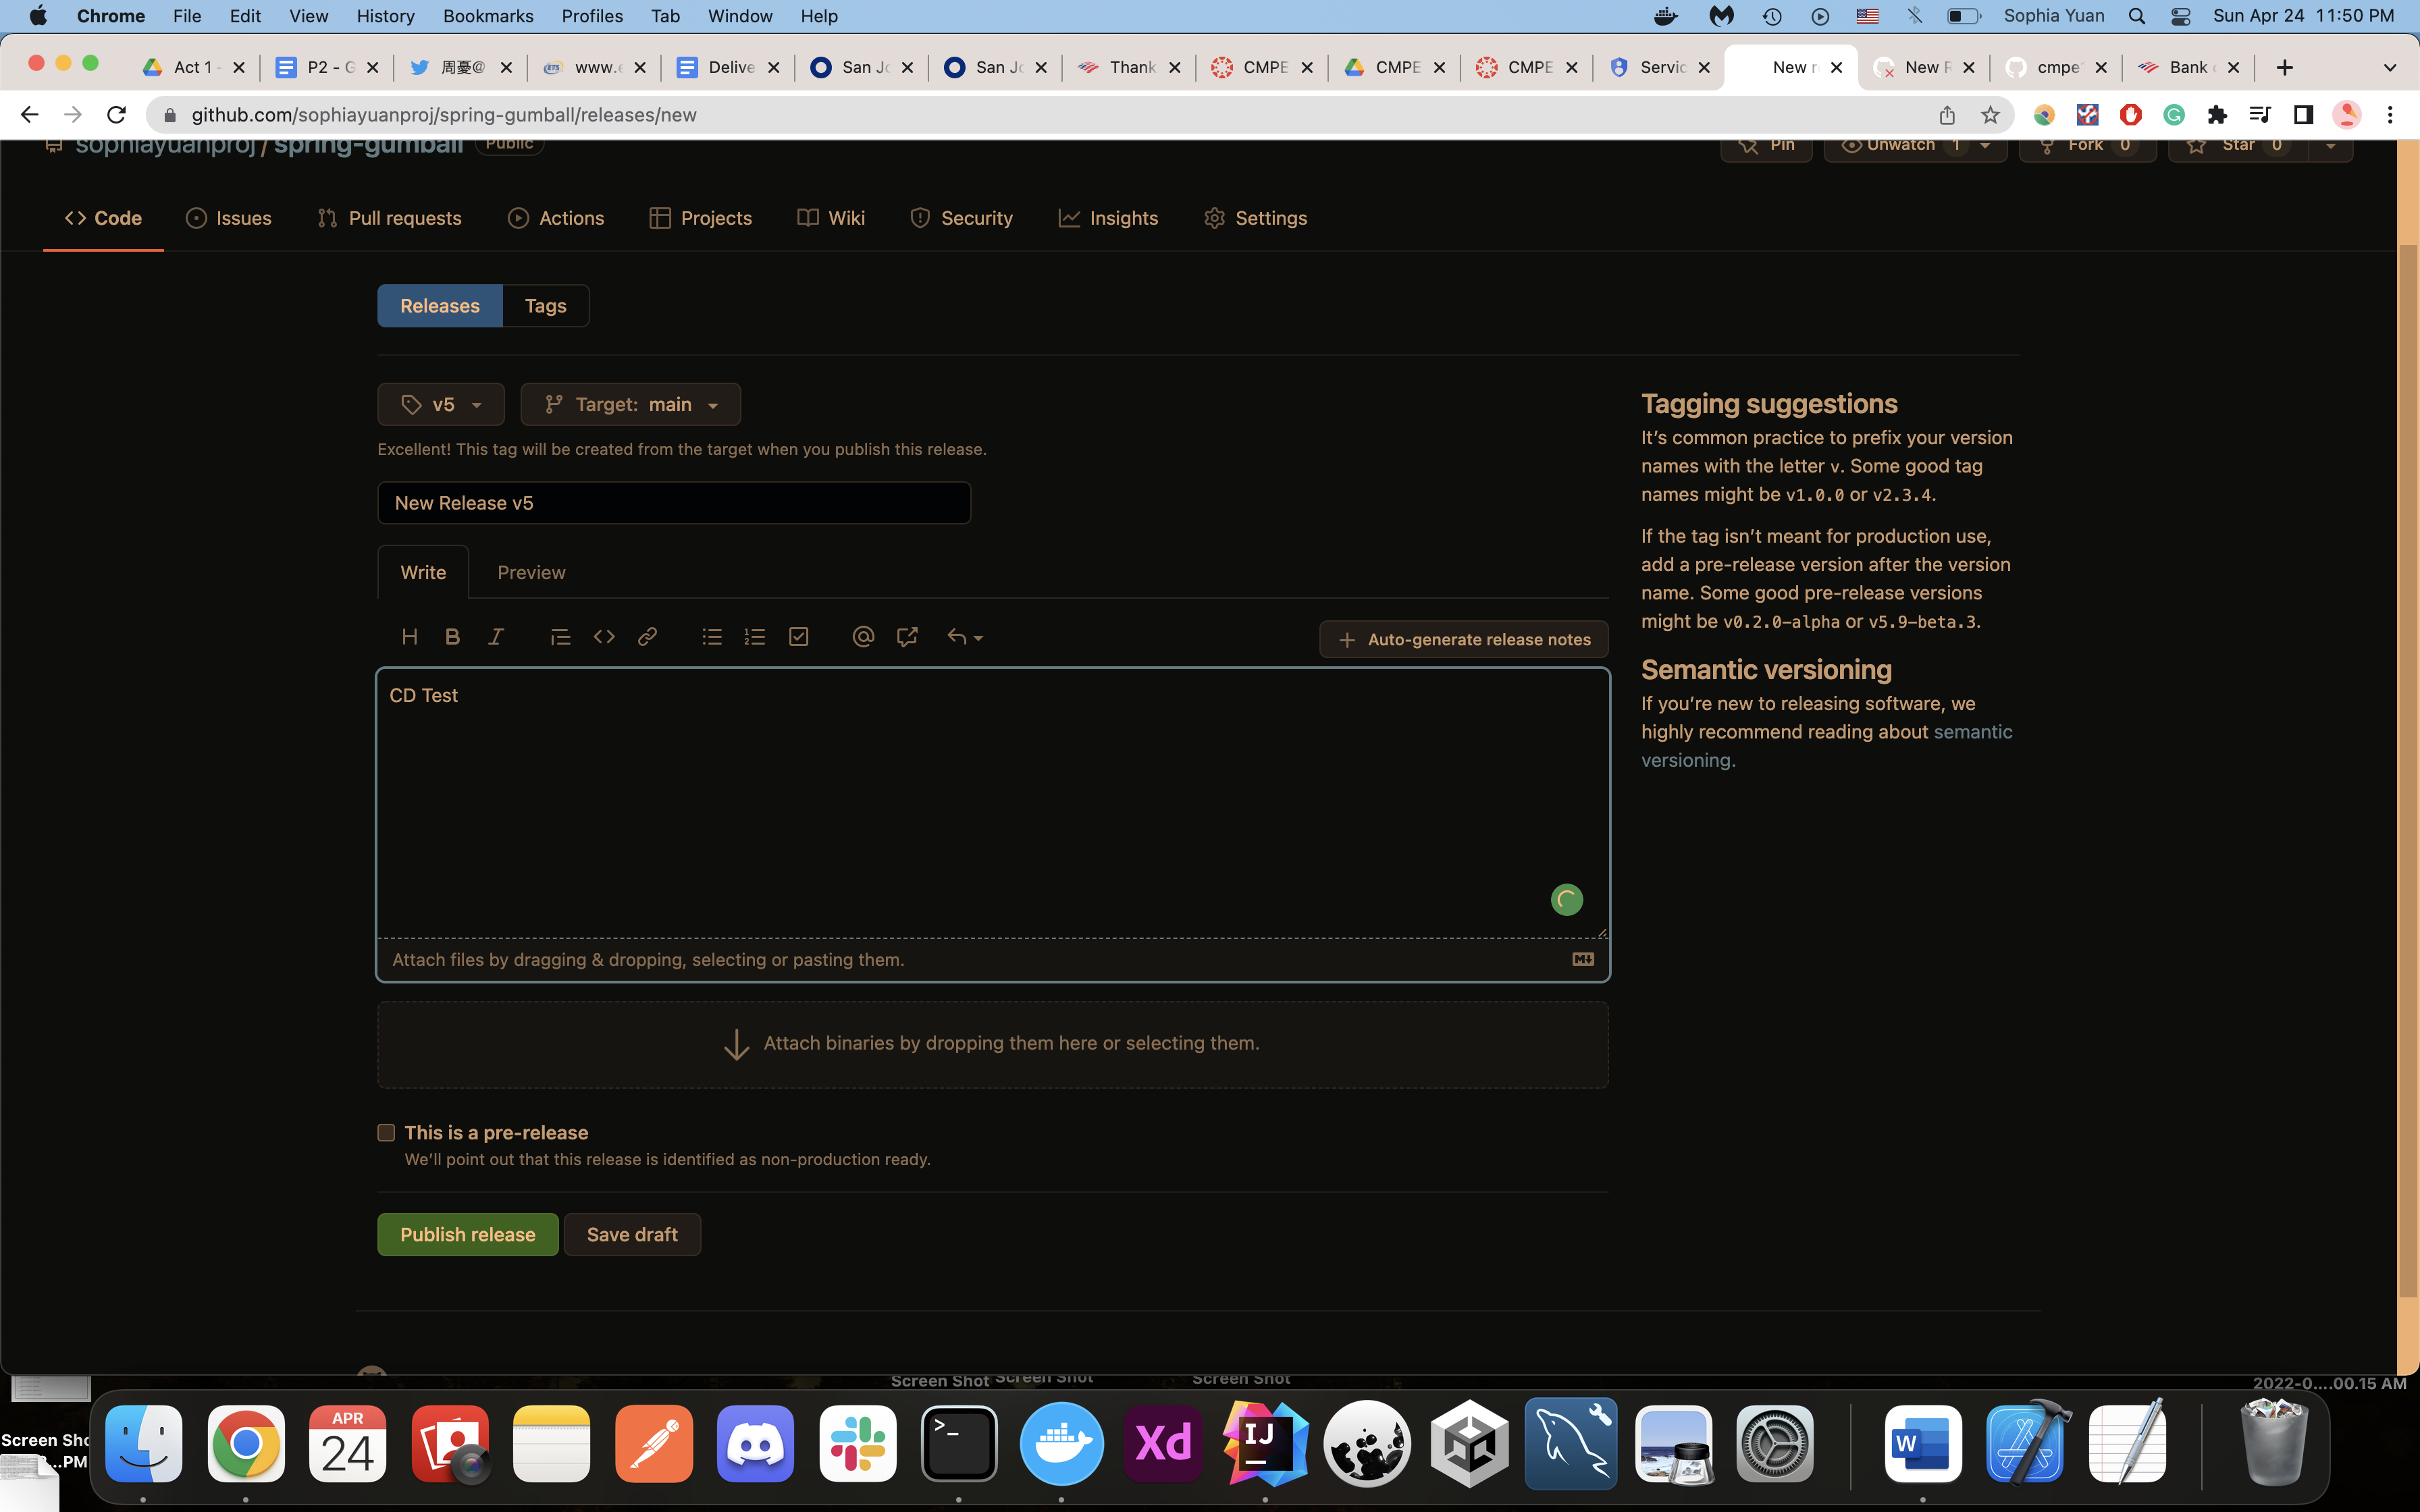 Chrome File Edit View History Bookmarks Profiles Tab Window Help Sophia Yuan Sun Apr 24 11:50 PM
Act 1 - P2 - G 周憂@ www.e Delive San Jo San Jo Thank CMPE CMPE CMPE Servic New r New R cmpe Bank
github.com/sophiayuanproj/spring-gumball/releases/new
sophiayuanproj / spring-gumball Public Pin Unwatch 1 Fork 0 Star 0
Code Issues Pull requests Actions Projects Wiki Security Insights Settings
Releases Tags
v5 Target: main
Excellent! This tag will be created from the target when you publish this release.
New Release v5
Write Preview
H B I
Auto-generate release notes
CD Test
Attach files by dragging & dropping, selecting or pasting them.
Attach binaries by dropping them here or selecting them.
This is a pre-release
We'll point out that this release is identified as non-production ready.
Publish release Save draft
Tagging suggestions
It's common practice to prefix your version
names with the letter v. Some good tag
names might be v1.0.0 or v2.3.4.
If the tag isn't meant for production use,
add a pre-release version after the version
name. Some good pre-release versions
might be v0.2.0-alpha or v5.9-beta.3.
Semantic versioning
If you're new to releasing software, we
highly recommend reading about semantic
versioning.
Screen Shot Screen Shot Screen Shot 2022-0....00.15 AM
Screen Sho
...PM
APR
24
Xd
IJ
W